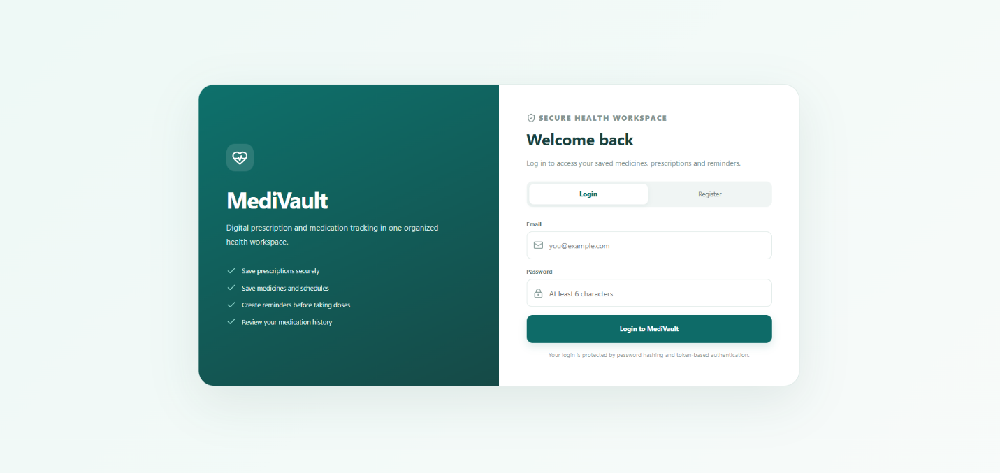 MediVault
Digital prescription and medication tracking in one organized
health workspace.
Save prescriptions securely
Save medicines and schedules
Create reminders before taking doses
Review your medication history
SECURE HEALTH WORKSPACE
Welcome back
Log in to access your saved medicines, prescriptions and reminders.
Login
Register
Email
you@example.com
Password
At least 6 characters
Login to MediVault
Your login is protected by password hashing and token-based authentication.